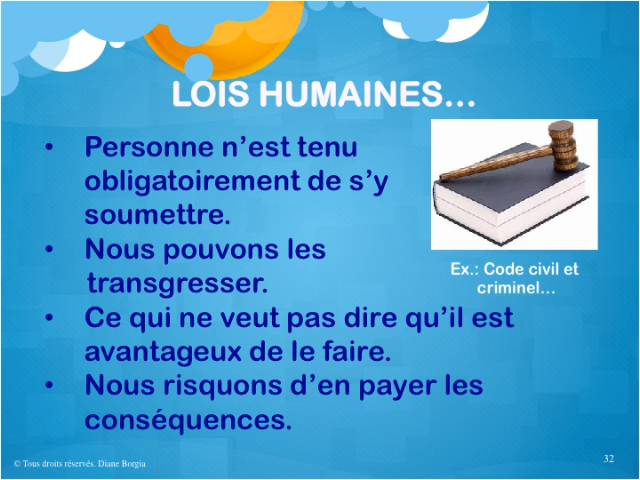 LOIS HUMAINES…
• Personne n’est tenu
obligatoirement de s’y
soumettre.
• Nous pouvons les
transgresser.
Ex.: Code civil et
criminel…
• Ce qui ne veut pas dire qu’il est
avantageux de le faire.
• Nous risquons d’en payer les
conséquences.
© Tous droits réservés. Diane Borgia
32